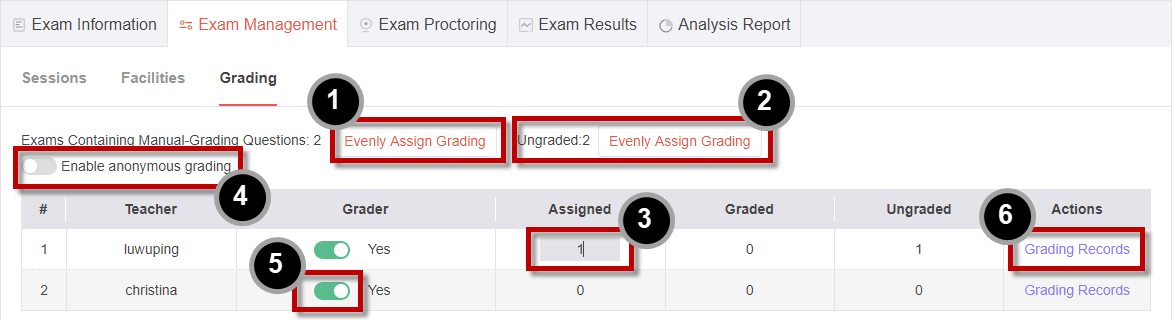 Exam Information Exam Management Exam Proctoring Exam Results Analysis Report
Sessions Facilities Grading
1 2
Exams Containing Manual-Grading Questions: 2 Evenly Assign Grading Ungraded:2 Evenly Assign Grading
Enable anonymous grading
4 3 6
# Teacher Grader Assigned Graded Ungraded Actions
1 luwuping Yes 1 0 1 Grading Records
5
2 christina Yes 0 0 0 Grading Records